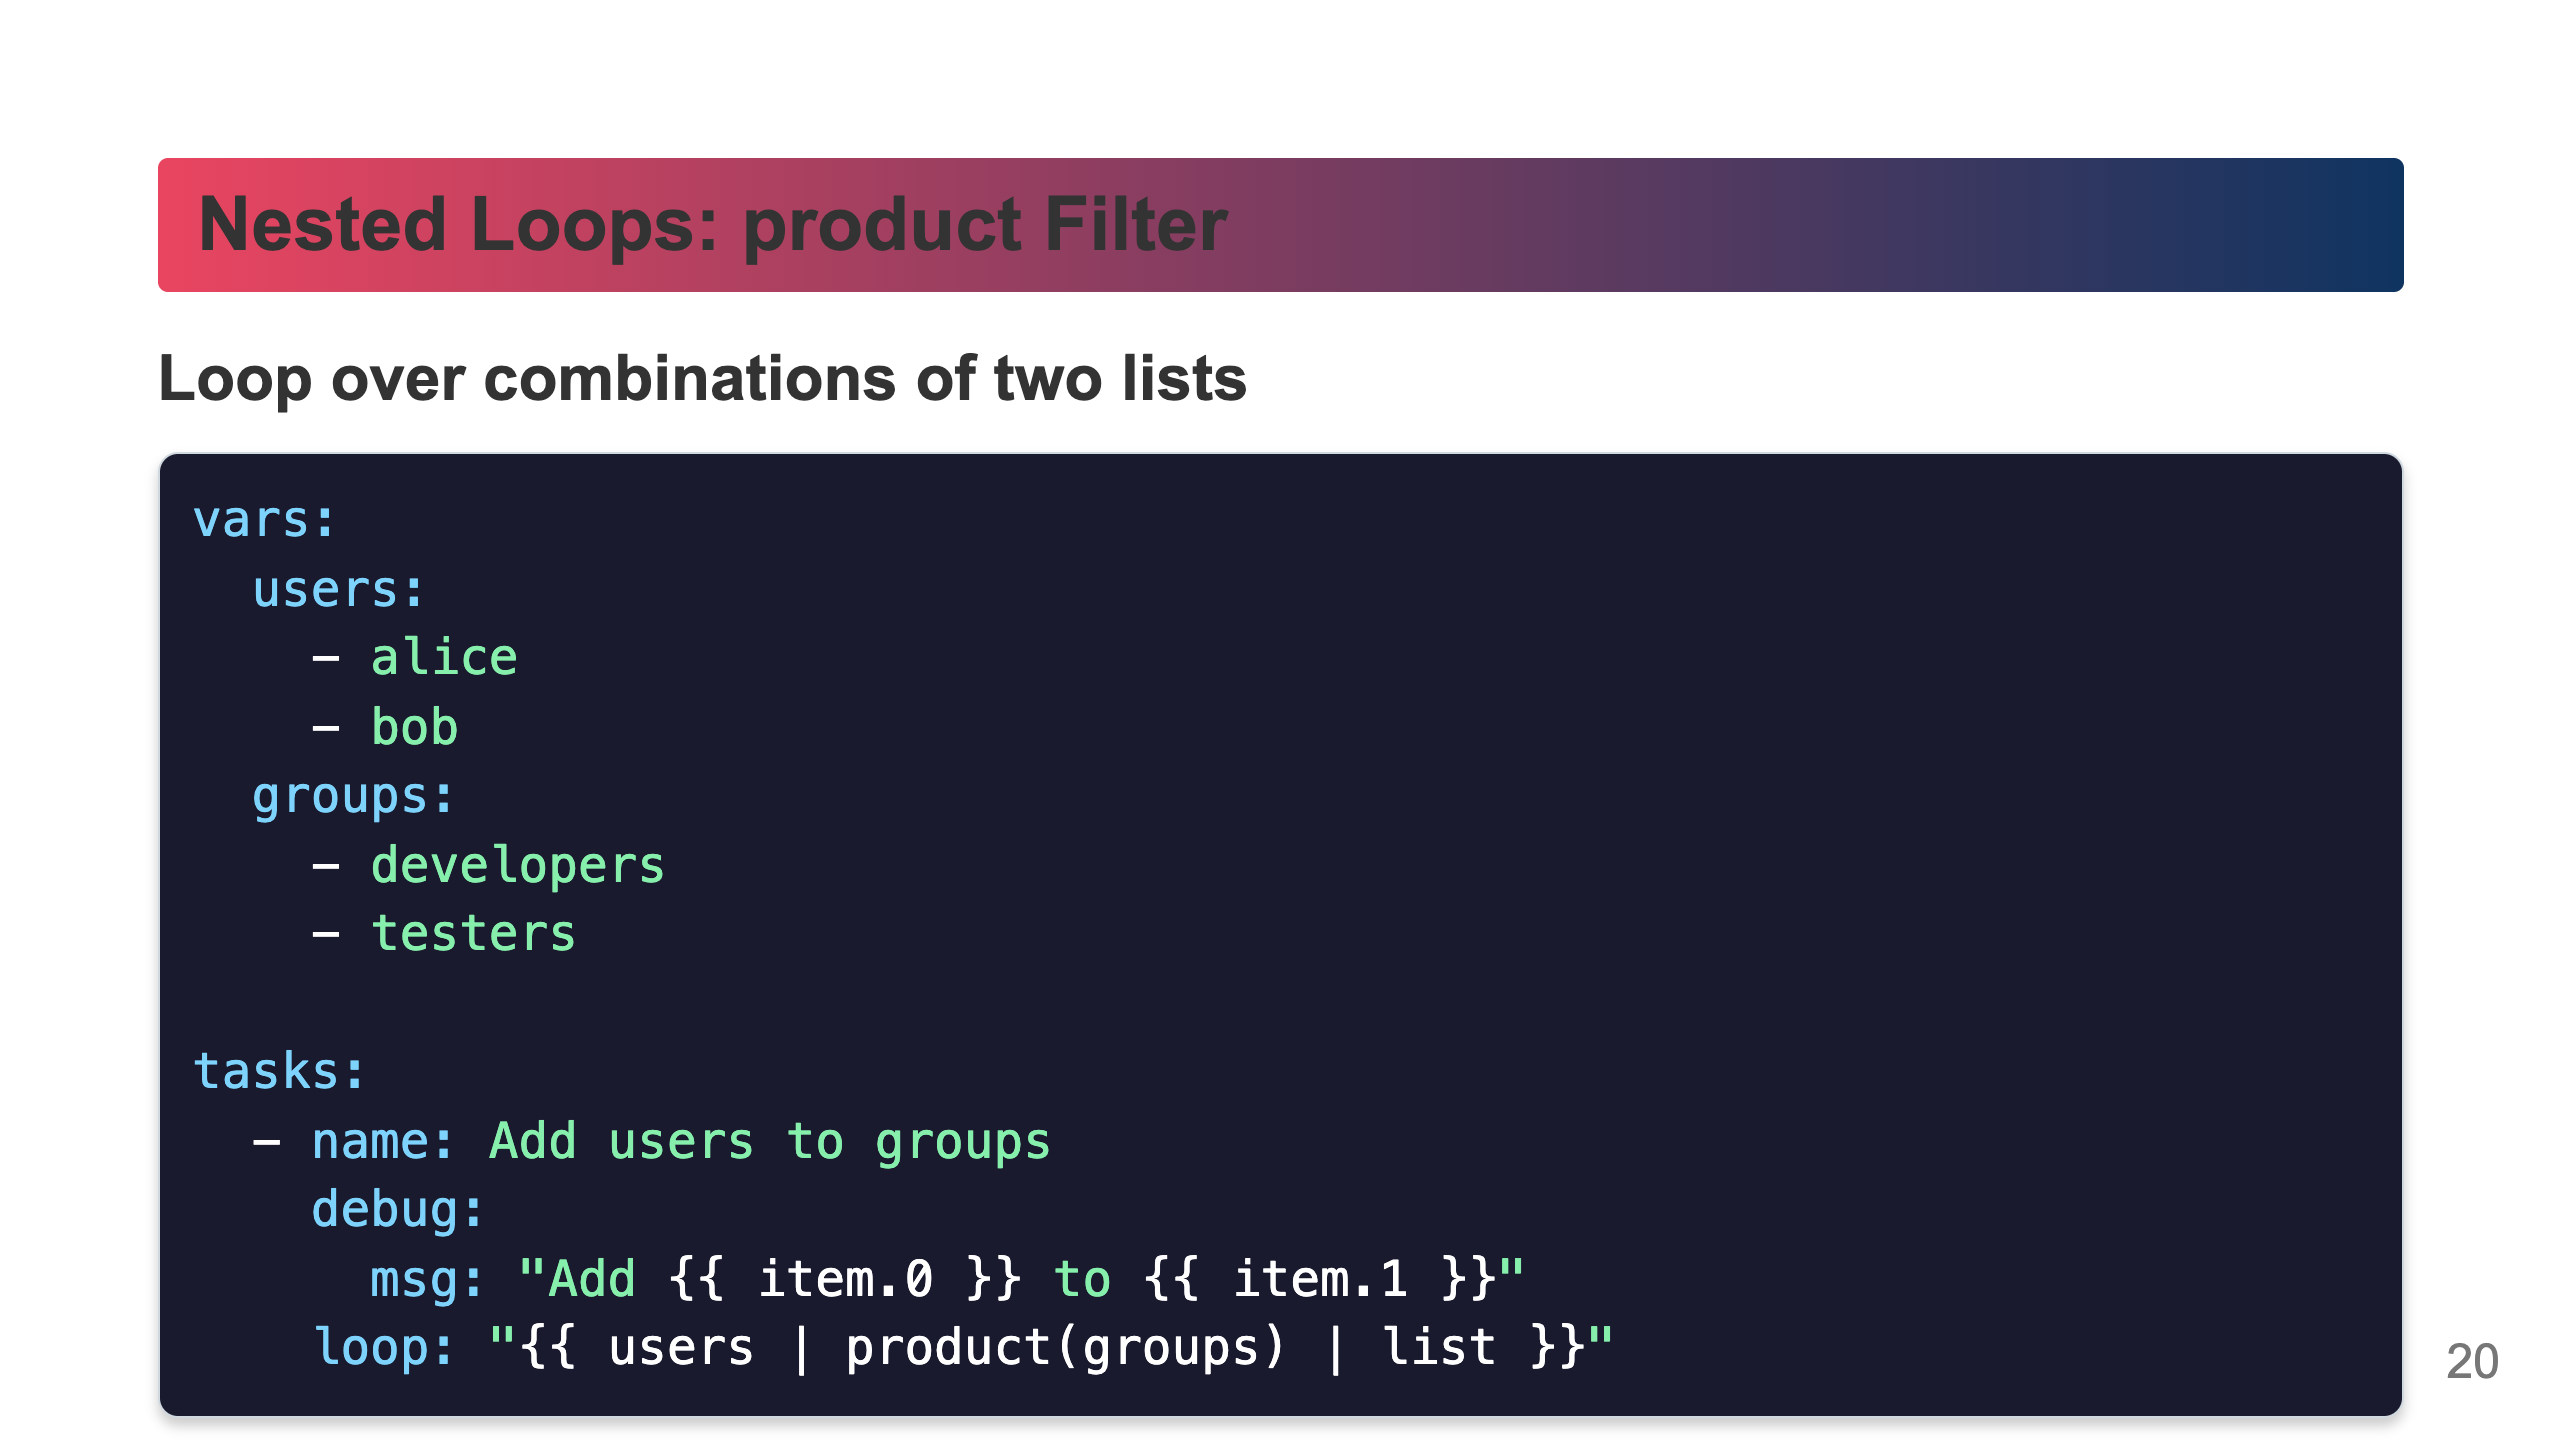 Nested Loops: product Filter
Loop over combinations of two lists
vars:
  users:
    - alice
    - bob
  groups:
    - developers
    - testers

tasks:
  - name: Add users to groups
    debug:
      msg: "Add {{ item.0 }} to {{ item.1 }}"
    loop: "{{ users | product(groups) | list }}"
20